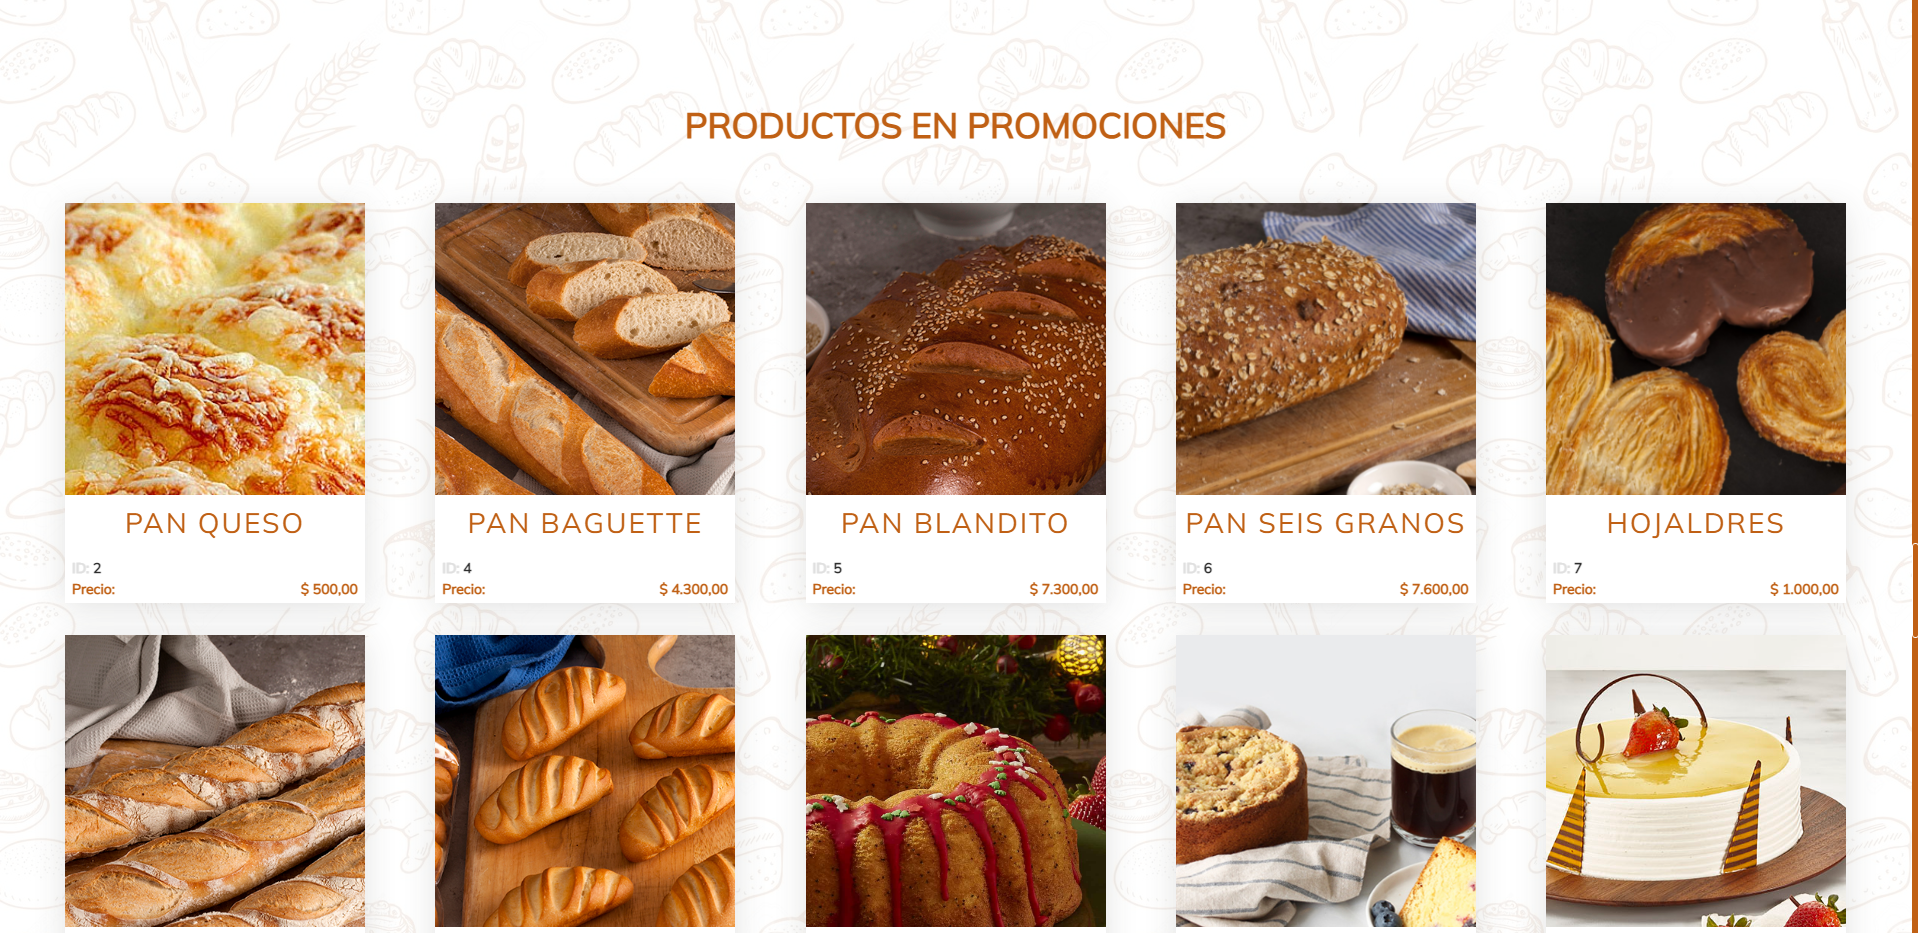 PRODUCTOS EN PROMOCIONES
PAN QUESO
ID: 2
Precio: $ 500,00
PAN BAGUETTE
ID: 4
Precio: $ 4.300,00
PAN BLANDITO
ID: 5
Precio: $ 7.300,00
PAN SEIS GRANOS
ID: 6
Precio: $ 7.600,00
HOJALDRES
ID: 7
Precio: $ 1.000,00